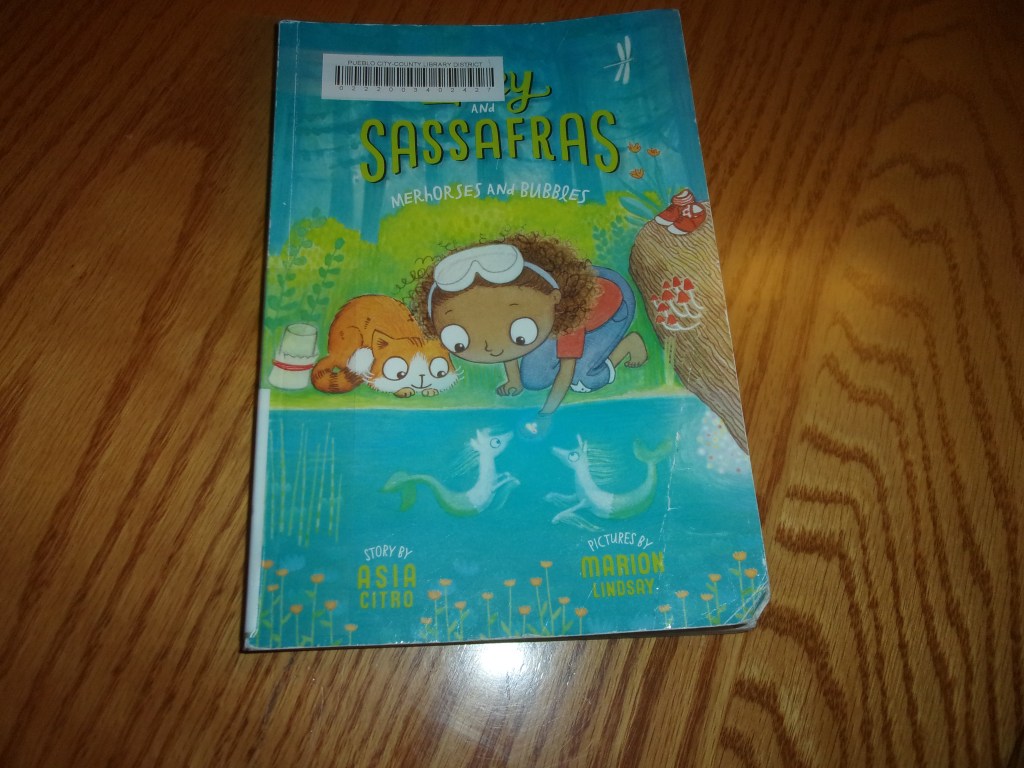 PUEBLO CITY-COUNTY LIBRARY DISTRICT
AND
SASSAFRAS
MERHORSES AND BUBBLES
STORY BY
ASIA
CITRO
PICTURES BY
MARION
LINDSAY